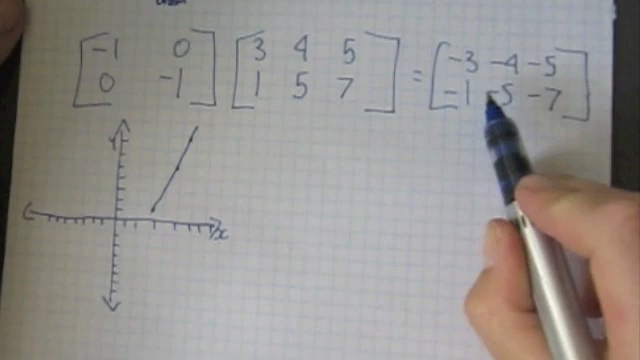 [-1 0] [3 4 5] = [-3 -4 -5]
[0 -1] [1 5 7] [-1 -5 -7]
y
x